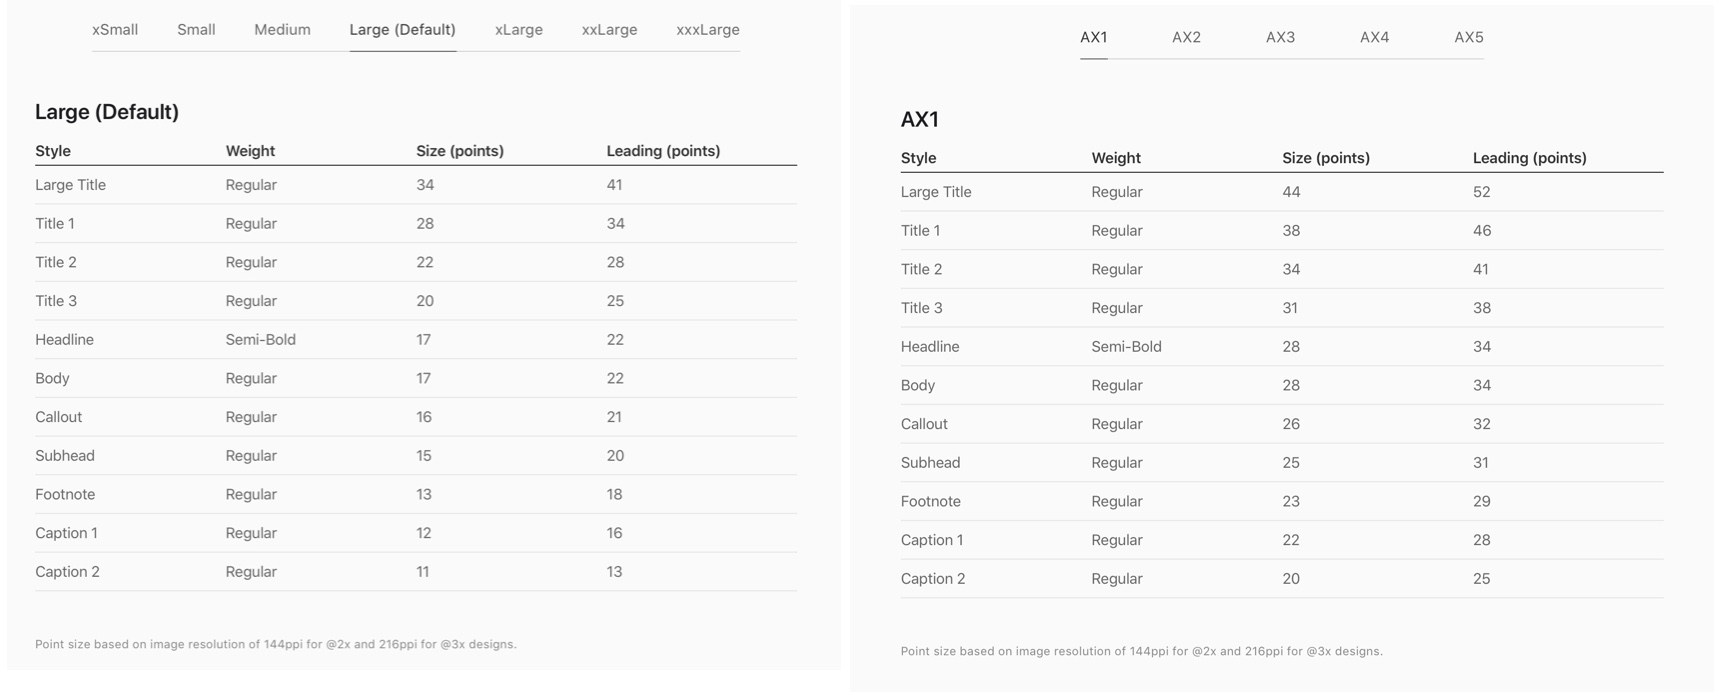 xSmall Small Medium Large (Default) xLarge xxLarge xxxLarge
Large (Default)
Style Weight Size (points) Leading (points)
Large Title Regular 34 41
Title 1 Regular 28 34
Title 2 Regular 22 28
Title 3 Regular 20 25
Headline Semi-Bold 17 22
Body Regular 17 22
Callout Regular 16 21
Subhead Regular 15 20
Footnote Regular 13 18
Caption 1 Regular 12 16
Caption 2 Regular 11 13
Point size based on image resolution of 144ppi for @2x and 216ppi for @3x designs.
AX1 AX2 AX3 AX4 AX5
AX1
Style Weight Size (points) Leading (points)
Large Title Regular 44 52
Title 1 Regular 38 46
Title 2 Regular 34 41
Title 3 Regular 31 38
Headline Semi-Bold 28 34
Body Regular 28 34
Callout Regular 26 32
Subhead Regular 25 31
Footnote Regular 23 29
Caption 1 Regular 22 28
Caption 2 Regular 20 25
Point size based on image resolution of 144ppi for @2x and 216ppi for @3x designs.